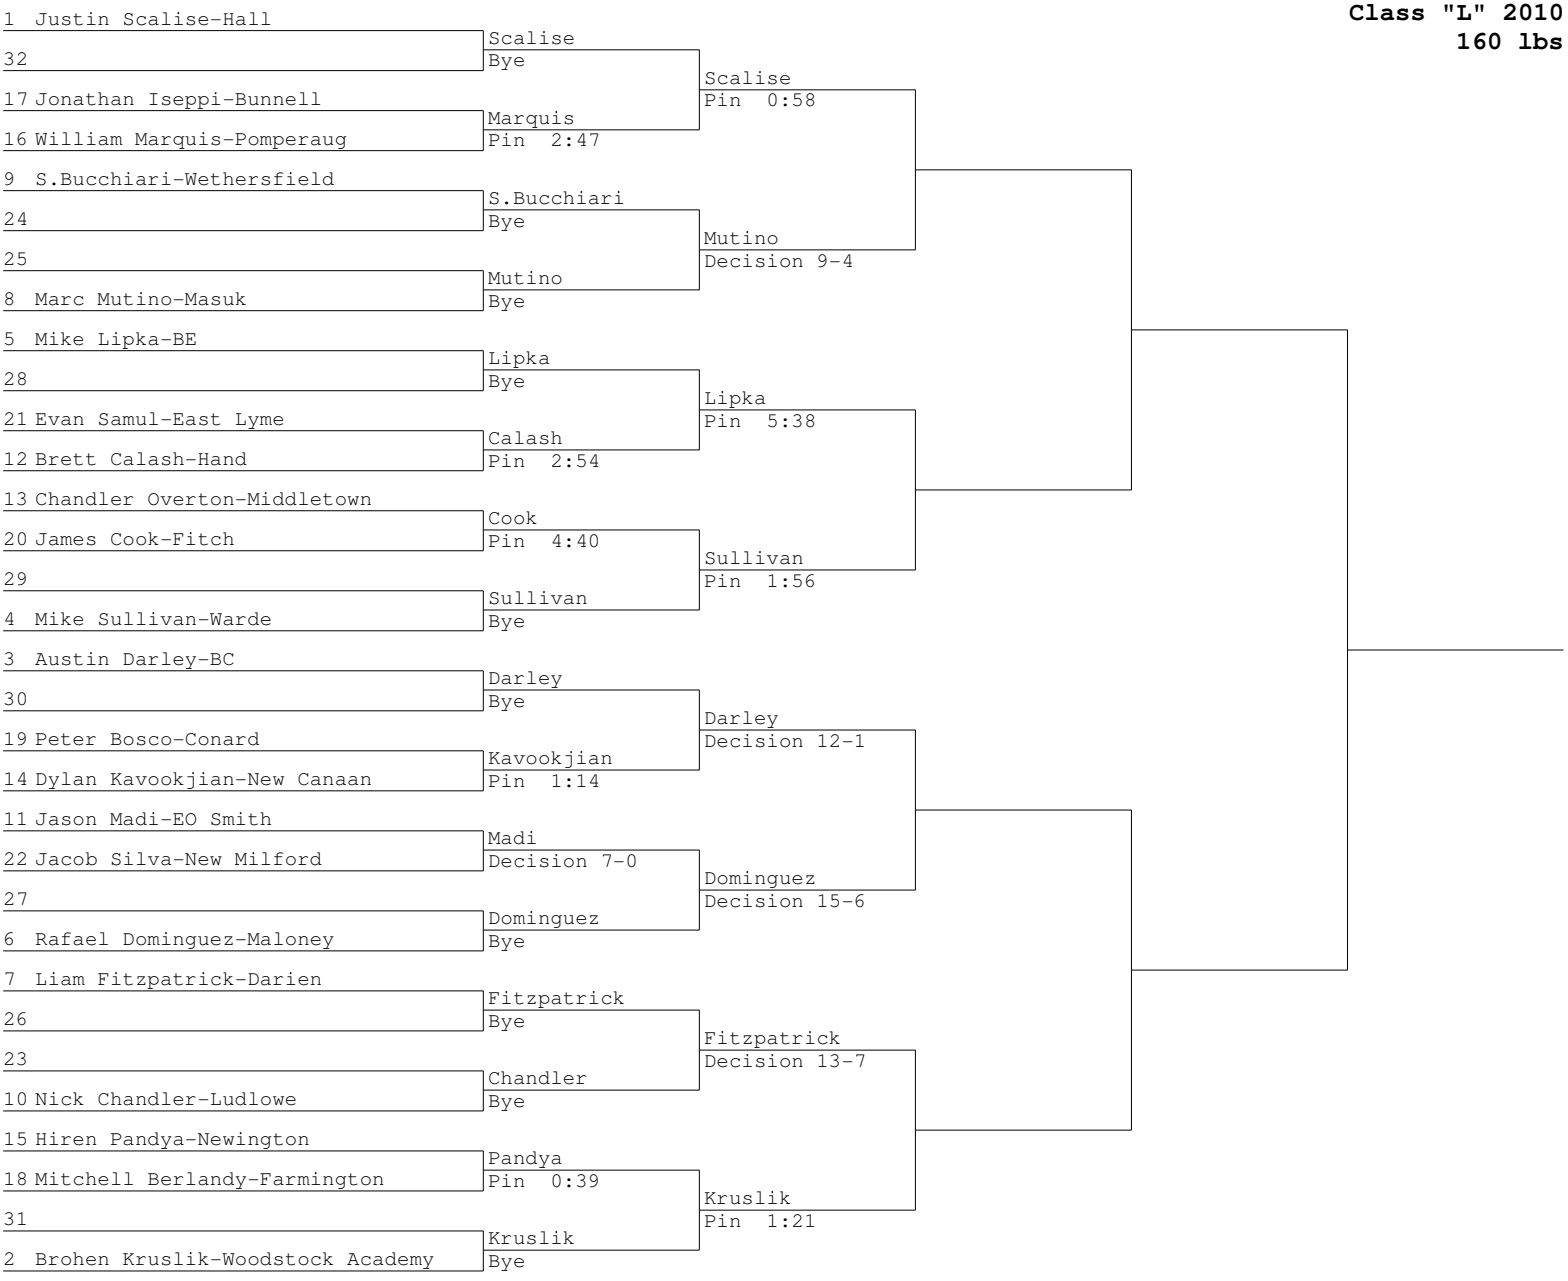 Class "L" 2010
160 lbs
1 Justin Scalise-Hall
32
17 Jonathan Iseppi-Bunnell
16 William Marquis-Pomperaug
9 S.Bucchiari-Wethersfield
24
25
8 Marc Mutino-Masuk
5 Mike Lipka-BE
28
21 Evan Samul-East Lyme
12 Brett Calash-Hand
13 Chandler Overton-Middletown
20 James Cook-Fitch
29
4 Mike Sullivan-Warde
3 Austin Darley-BC
30
19 Peter Bosco-Conard
14 Dylan Kavookjian-New Canaan
11 Jason Madi-EO Smith
22 Jacob Silva-New Milford
27
6 Rafael Dominguez-Maloney
7 Liam Fitzpatrick-Darien
26
23
10 Nick Chandler-Ludlowe
15 Hiren Pandya-Newington
18 Mitchell Berlandy-Farmington
31
2 Brohen Kruslik-Woodstock Academy
Scalise
Bye
Marquis
Pin 2:47
S.Bucchiari
Bye
Mutino
Bye
Lipka
Bye
Calash
Pin 2:54
Cook
Pin 4:40
Sullivan
Bye
Darley
Bye
Kavookjian
Pin 1:14
Madi
Decision 7-0
Dominguez
Bye
Fitzpatrick
Bye
Chandler
Bye
Pandya
Pin 0:39
Kruslik
Bye
Scalise
Pin 0:58
Mutino
Decision 9-4
Lipka
Pin 5:38
Sullivan
Pin 1:56
Darley
Decision 12-1
Dominguez
Decision 15-6
Fitzpatrick
Decision 13-7
Kruslik
Pin 1:21